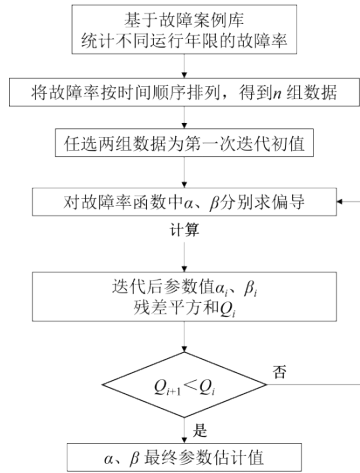 基于故障案例库
统计不同运行年限的故障率
将故障率按时间顺序排列，得到n 组数据
任选两组数据为第一次迭代初值
对故障率函数中α、β分别求偏导
计算
迭代后参数值αᵢ、βᵢ
残差平方和Qᵢ
Qᵢ₊₁＜Qᵢ
否
是
α、β 最终参数估计值